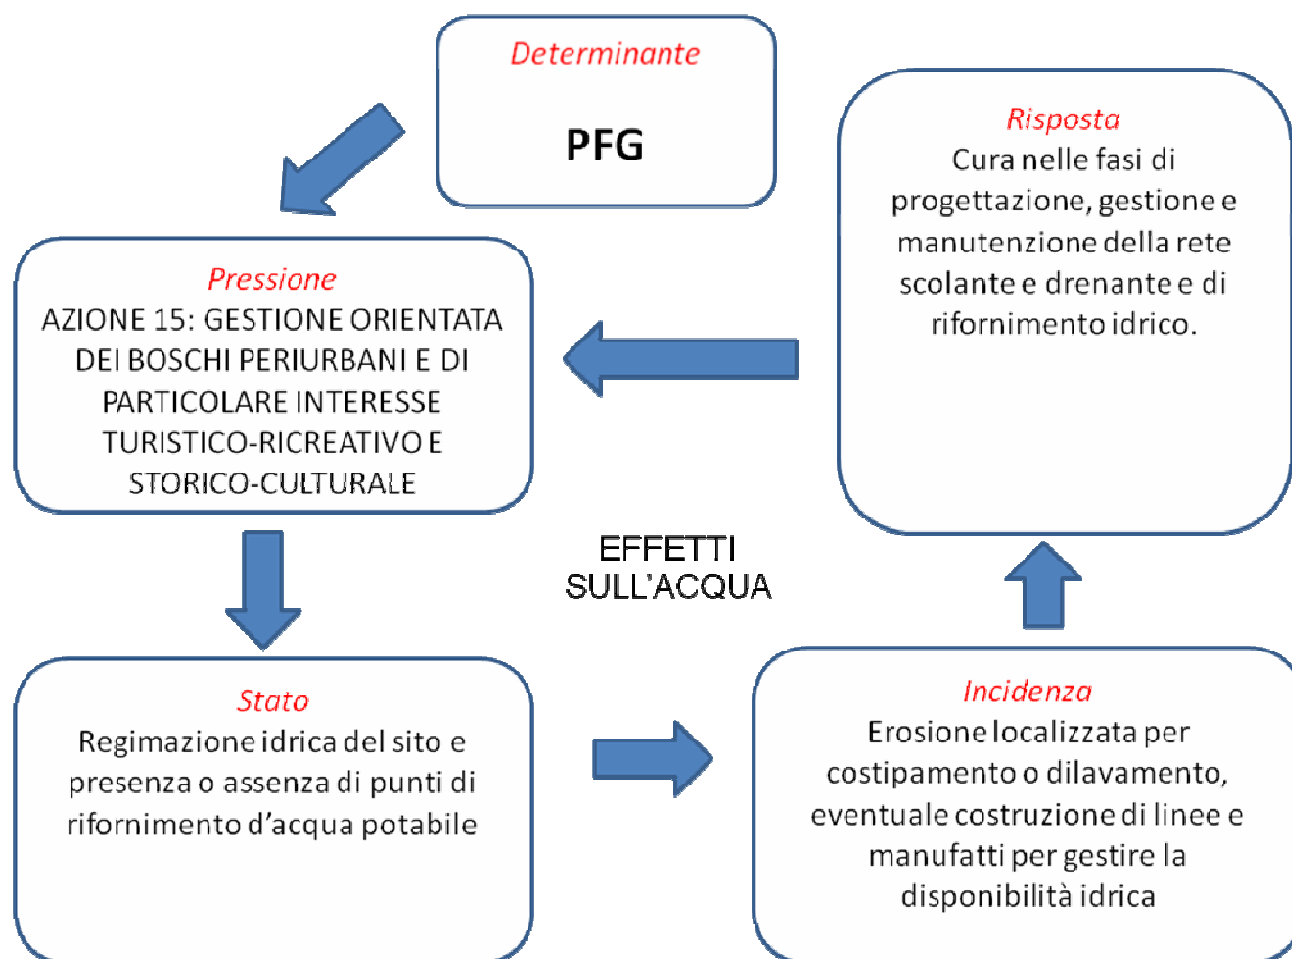 Determinante
PFG
Pressione
AZIONE 15: GESTIONE ORIENTATA
DEI BOSCHI PERIURBANI E DI
PARTICOLARE INTERESSE
TURISTICO-RICREATIVO E
STORICO-CULTURALE
Risposta
Cura nelle fasi di
progettazione, gestione e
manutenzione della rete
scolante e drenante e di
rifornimento idrico.
EFFETTI
SULL'ACQUA
Stato
Regimazione idrica del sito e
presenza o assenza di punti di
rifornimento d'acqua potabile
Incidenza
Erosione localizzata per
costipamento o dilavamento,
eventuale costruzione di linee e
manufatti per gestire la
disponibilità idrica